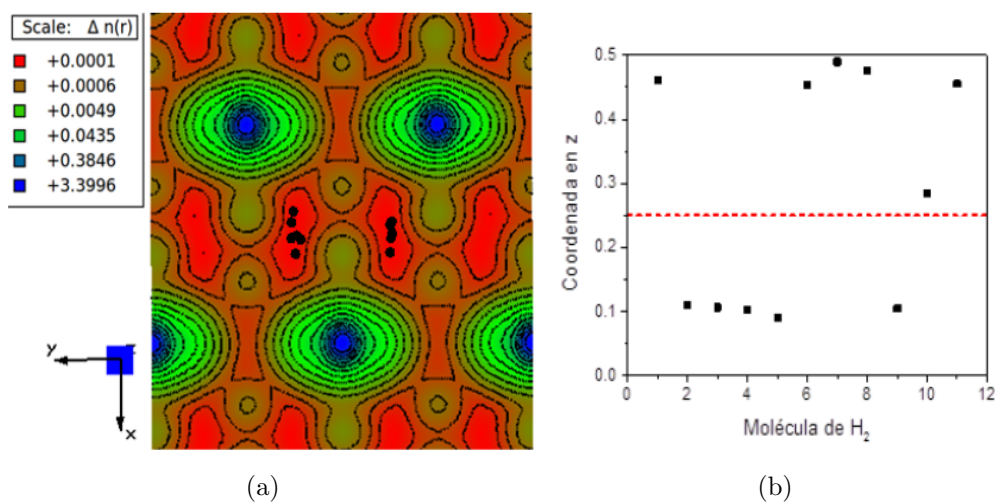 Scale: Δ n(r)
+0.0001
+0.0006
+0.0049
+0.0435
+0.3846
+3.3996
y
x
(a)
Coordenada en z
0.5
0.4
0.3
0.2
0.1
0.0
0 2 4 6 8 10 12
Molécula de H₂
(b)